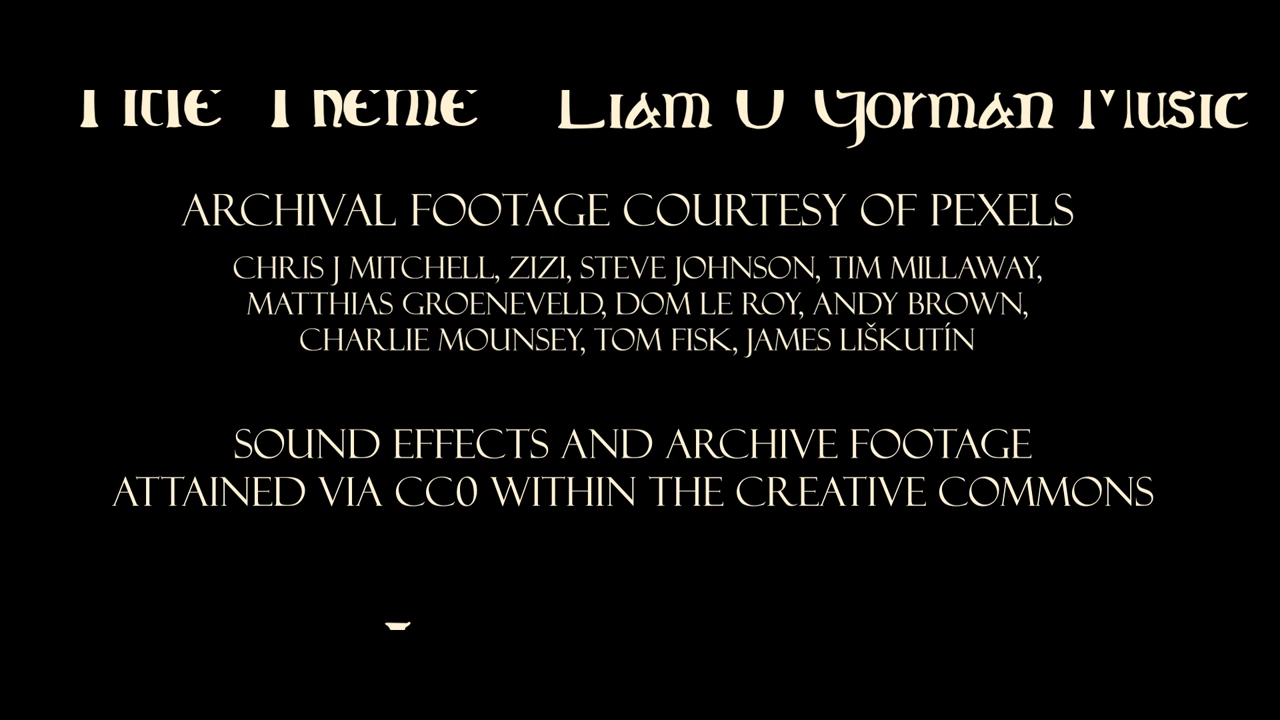 Title Theme Liam O Gorman Music
ARCHIVAL FOOTAGE COURTESY OF PEXELS
CHRIS J MITCHELL, ZIZI, STEVE JOHNSON, TIM MILLAWAY,
MATTHIAS GROENEVELD, DOM LE ROY, ANDY BROWN,
CHARLIE MOUNSEY, TOM FISK, JAMES LIŠKUTÍN
SOUND EFFECTS AND ARCHIVE FOOTAGE
ATTAINED VIA CC0 WITHIN THE CREATIVE COMMONS